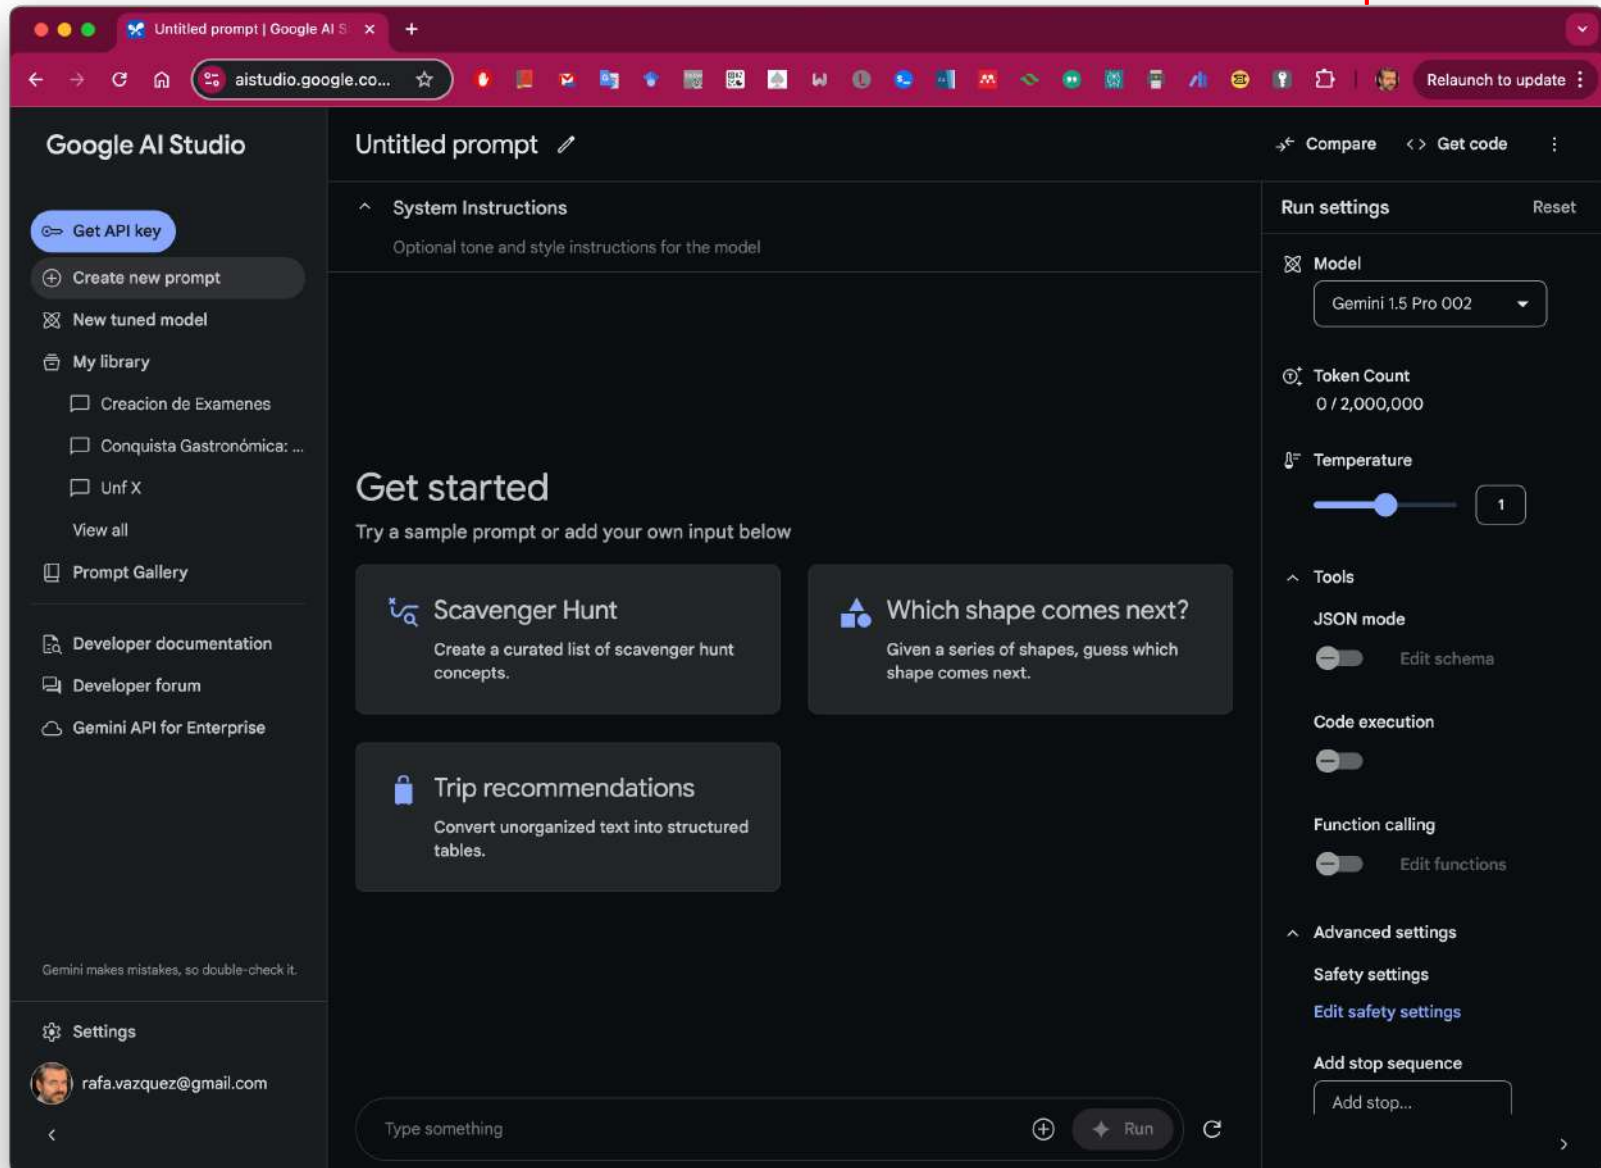 Untitled prompt | Google AI S
aistudio.google.co...
Relaunch to update
Google AI Studio
Get API key
Create new prompt
New tuned model
My library
Creacion de Examenes
Conquista Gastronómica: ...
Unf X
View all
Prompt Gallery
Developer documentation
Developer forum
Gemini API for Enterprise
Gemini makes mistakes, so double-check it.
Settings
rafa.vazquez@gmail.com
Untitled prompt
Compare
Get code
System Instructions
Optional tone and style instructions for the model
Get started
Try a sample prompt or add your own input below
Scavenger Hunt
Create a curated list of scavenger hunt
concepts.
Which shape comes next?
Given a series of shapes, guess which
shape comes next.
Trip recommendations
Convert unorganized text into structured
tables.
Type something
Run
Run settings
Reset
Model
Gemini 1.5 Pro 002
Token Count
0 / 2,000,000
Temperature
1
Tools
JSON mode
Edit schema
Code execution
Function calling
Edit functions
Advanced settings
Safety settings
Edit safety settings
Add stop sequence
Add stop...